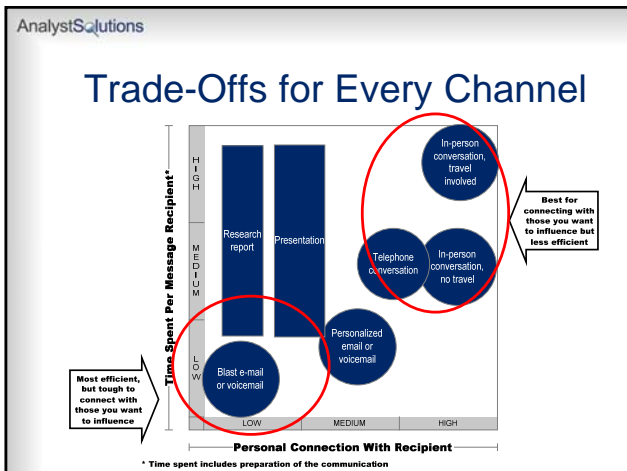 AnalystSolutions
Trade-Offs for Every Channel
Time Spent Per Message Recipient*
HIGH
MEDIUM
LOW
Research
report
Presentation
In-person
conversation,
travel
involved
Telephone
conversation
In-person
conversation,
no travel
Personalized
email or
voicemail
Blast e-mail
or voicemail
Best for
connecting with
those you want
to influence but
less efficient
Most efficient,
but tough to
connect with
those you want
to influence
LOW
MEDIUM
HIGH
Personal Connection With Recipient
* Time spent includes preparation of the communication